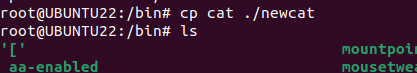 root@UBUNTU22:/bin# cp cat ./newcat
root@UBUNTU22:/bin# ls
'[' mountpoin
aa-enabled mousetwea